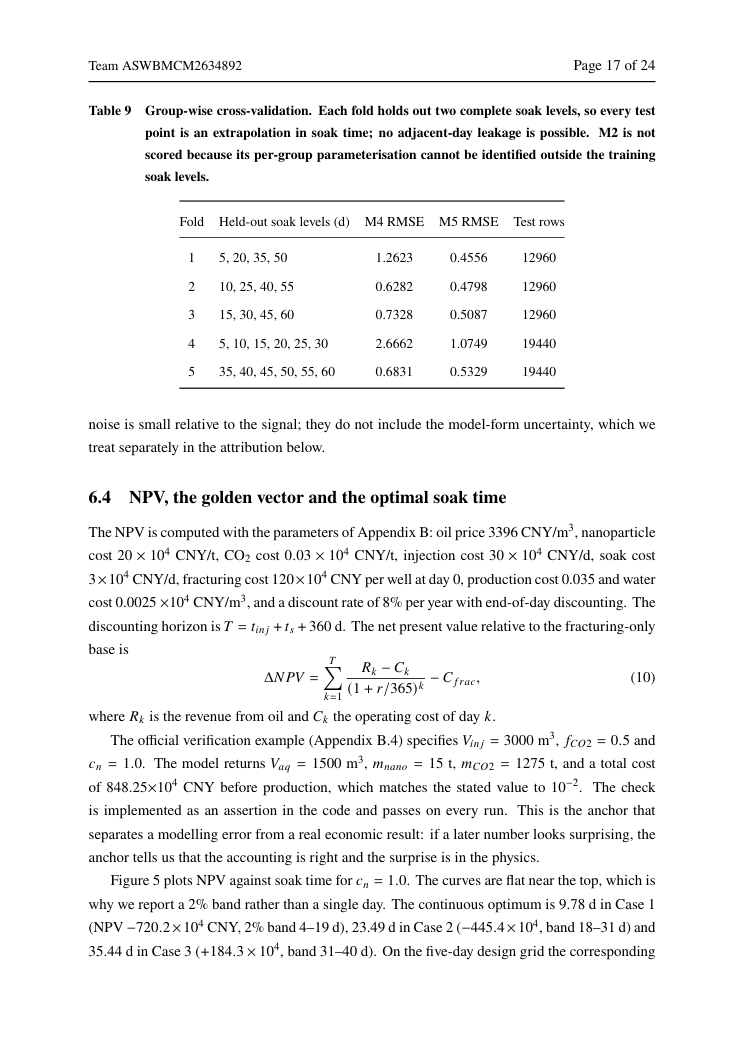 Team ASWBMCM2634892 Page 17 of 24
Table 9 Group-wise cross-validation. Each fold holds out two complete soak levels, so every test
point is an extrapolation in soak time; no adjacent-day leakage is possible. M2 is not
scored because its per-group parameterisation cannot be identified outside the training
soak levels.
Fold Held-out soak levels (d) M4 RMSE M5 RMSE Test rows
1 5, 20, 35, 50 1.2623 0.4556 12960
2 10, 25, 40, 55 0.6282 0.4798 12960
3 15, 30, 45, 60 0.7328 0.5087 12960
4 5, 10, 15, 20, 25, 30 2.6662 1.0749 19440
5 35, 40, 45, 50, 55, 60 0.6831 0.5329 19440
noise is small relative to the signal; they do not include the model-form uncertainty, which we
treat separately in the attribution below.
6.4 NPV, the golden vector and the optimal soak time
The NPV is computed with the parameters of Appendix B: oil price 3396 CNY/m³, nanoparticle
cost 20 × 10⁴ CNY/t, CO₂ cost 0.03 × 10⁴ CNY/t, injection cost 30 × 10⁴ CNY/d, soak cost
3×10⁴ CNY/d, fracturing cost 120×10⁴ CNY per well at day 0, production cost 0.035 and water
cost 0.0025 ×10⁴ CNY/m³, and a discount rate of 8% per year with end-of-day discounting. The
discounting horizon is T = t_{inj} + t_s + 360 d. The net present value relative to the fracturing-only
base is
ΔNPV = \sum_{k=1}^{T} \frac{R_k − C_k}{(1 + r/365)^k} − C_{frac}, (10)
where R_k is the revenue from oil and C_k the operating cost of day k.
The official verification example (Appendix B.4) specifies V_{inj} = 3000 m³, f_{CO2} = 0.5 and
c_n = 1.0. The model returns V_{aq} = 1500 m³, m_{nano} = 15 t, m_{CO2} = 1275 t, and a total cost
of 848.25×10⁴ CNY before production, which matches the stated value to 10⁻². The check
is implemented as an assertion in the code and passes on every run. This is the anchor that
separates a modelling error from a real economic result: if a later number looks surprising, the
anchor tells us that the accounting is right and the surprise is in the physics.
Figure 5 plots NPV against soak time for c_n = 1.0. The curves are flat near the top, which is
why we report a 2% band rather than a single day. The continuous optimum is 9.78 d in Case 1
(NPV −720.2×10⁴ CNY, 2% band 4–19 d), 23.49 d in Case 2 (−445.4×10⁴, band 18–31 d) and
35.44 d in Case 3 (+184.3 × 10⁴, band 31–40 d). On the five-day design grid the corresponding